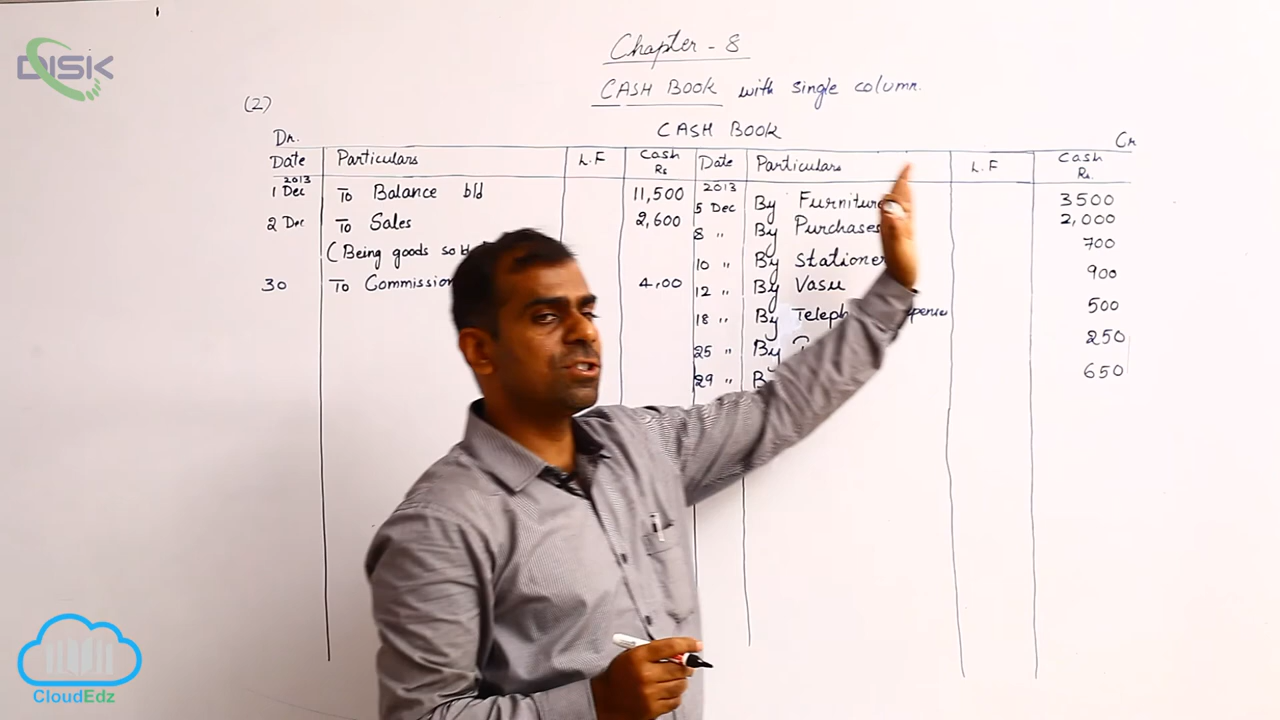 DISK
Chapter - 8
CASH BOOK with single column.
(2)
CASH BOOK
Dr. Cr
Date Particulars L.F Cash Rs Date Particulars L.F Cash Rs.
2013 2013
1 Dec To Balance b/d 11,500 5 Dec By Furniture 3500
2 Dec To Sales 2,600 8 " By Purchases 2,000
(Being goods sold
10 " By Stationer 700
30 To Commission 4,00 12 " By Vasu 900
18 " By Teleph 500
25 " By 250
29 " 650
CloudEdz